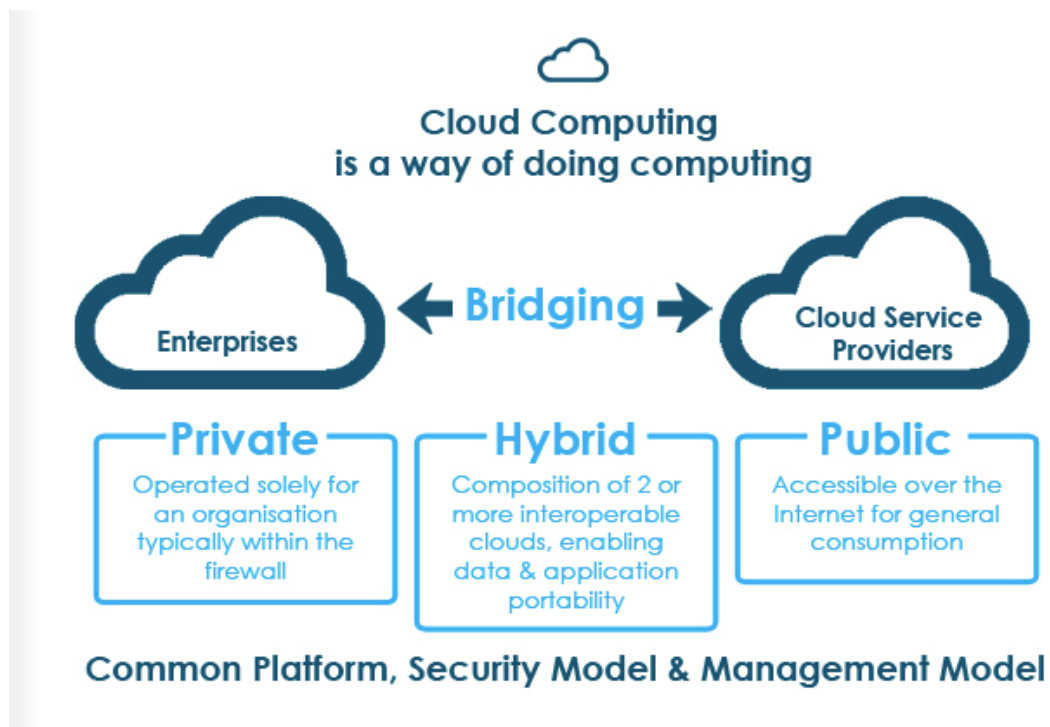 Cloud Computing
is a way of doing computing
Enterprises
Bridging
Cloud Service
Providers
Private
Operated solely for
an organisation
typically within the
firewall
Hybrid
Composition of 2 or
more interoperable
clouds, enabling
data & application
portability
Public
Accessible over the
Internet for general
consumption
Common Platform, Security Model & Management Model